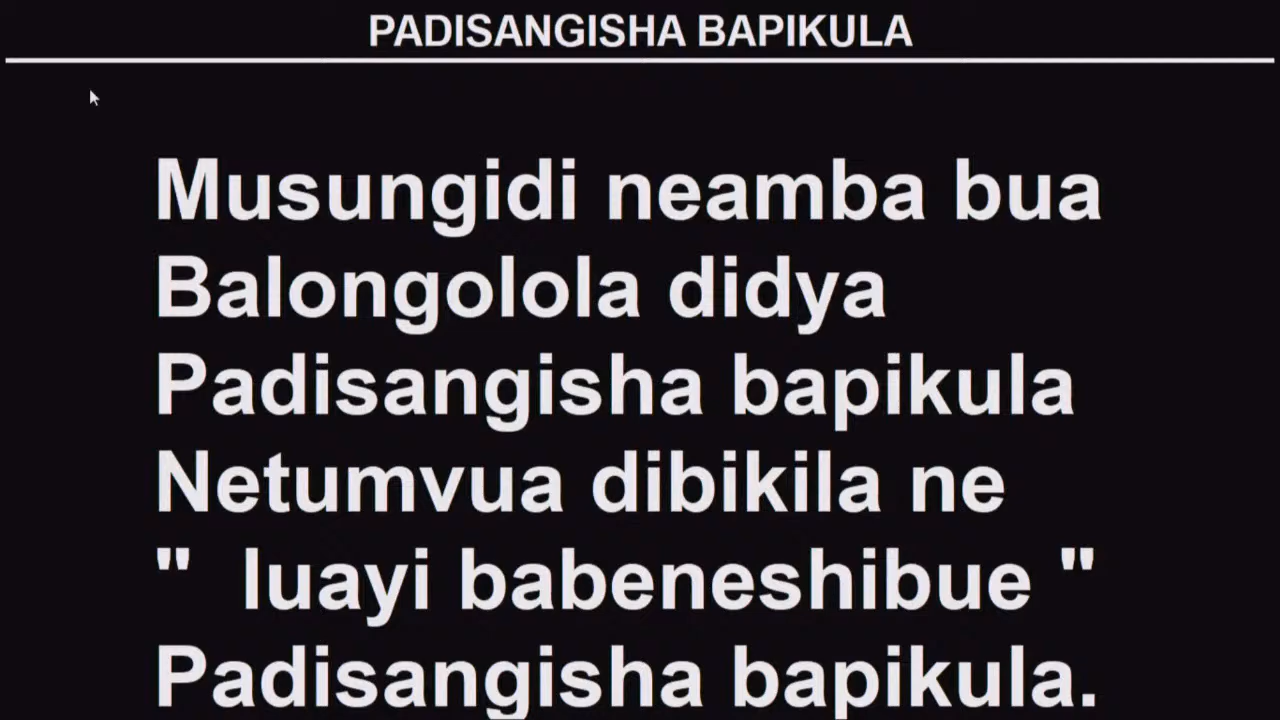 PADISANGISHA BAPIKULA
Musungidi neamba bua
Balongolola didya
Padisangisha bapikula
Netumvua dibikila ne
"  luayi babeneshibue "
Padisangisha bapikula.